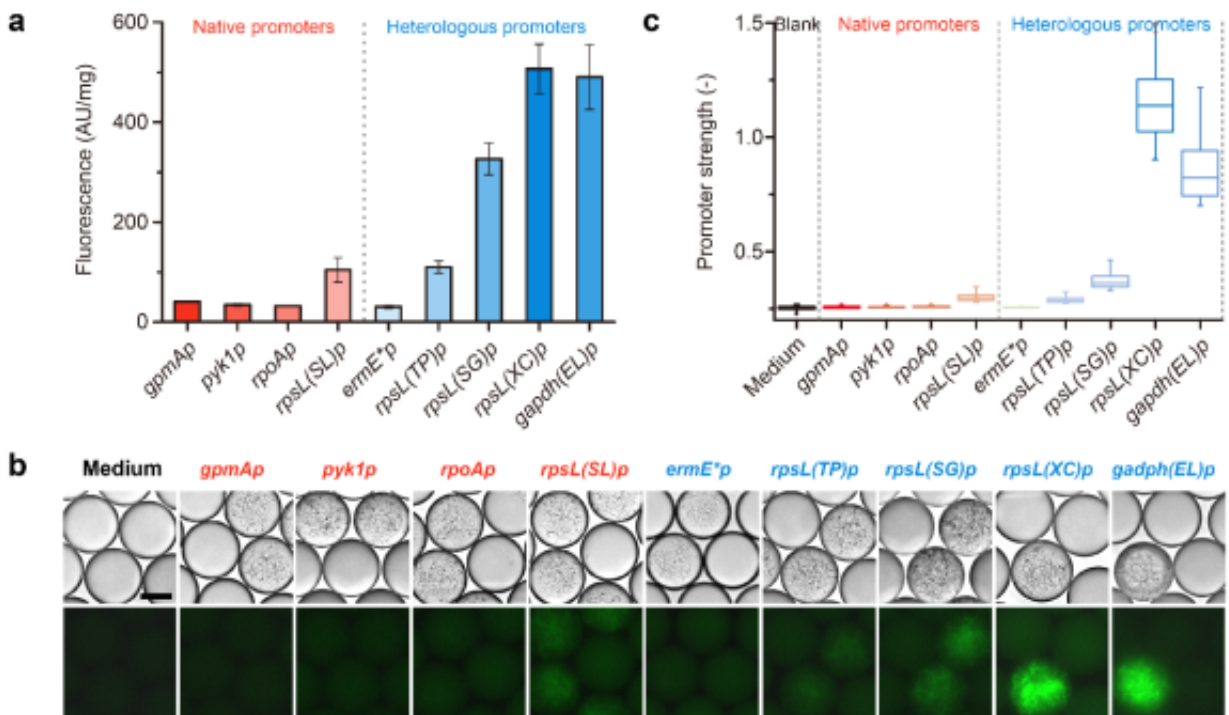 a
Native promoters
Heterologous promoters
Fluorescence (AU/mg)
600
400
200
0
gpmAp
pyk1p
rpoAp
rpsL(SL)p
ermE*p
rpsL(TP)p
rpsL(SG)p
rpsL(XC)p
gapdh(EL)p
c
Blank
Native promoters
Heterologous promoters
Promoter strength (-)
1.5
1.0
0.5
Medium
gpmAp
pyk1p
rpoAp
rpsL(SL)p
ermE*p
rpsL(TP)p
rpsL(SG)p
rpsL(XC)p
gapdh(EL)p
b
Medium gpmAp pyk1p rpoAp rpsL(SL)p ermE*p rpsL(TP)p rpsL(SG)p rpsL(XC)p gadph(EL)p